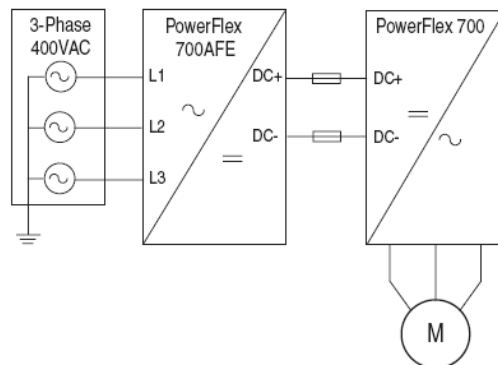 3-Phase
400VAC
PowerFlex
700AFE
PowerFlex 700
L1
L2
L3
DC+
DC-
DC+
DC-
M